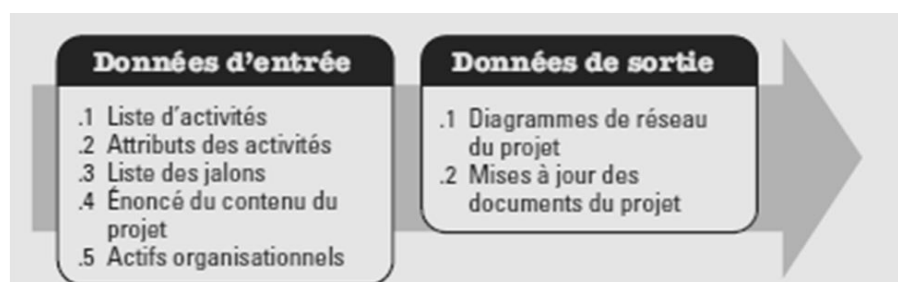 Données d'entrée
.1 Liste d'activités
.2 Attributs des activités
.3 Liste des jalons
.4 Énoncé du contenu du
projet
.5 Actifs organisationnels
Données de sortie
.1 Diagrammes de réseau
du projet
.2 Mises à jour des
documents du projet